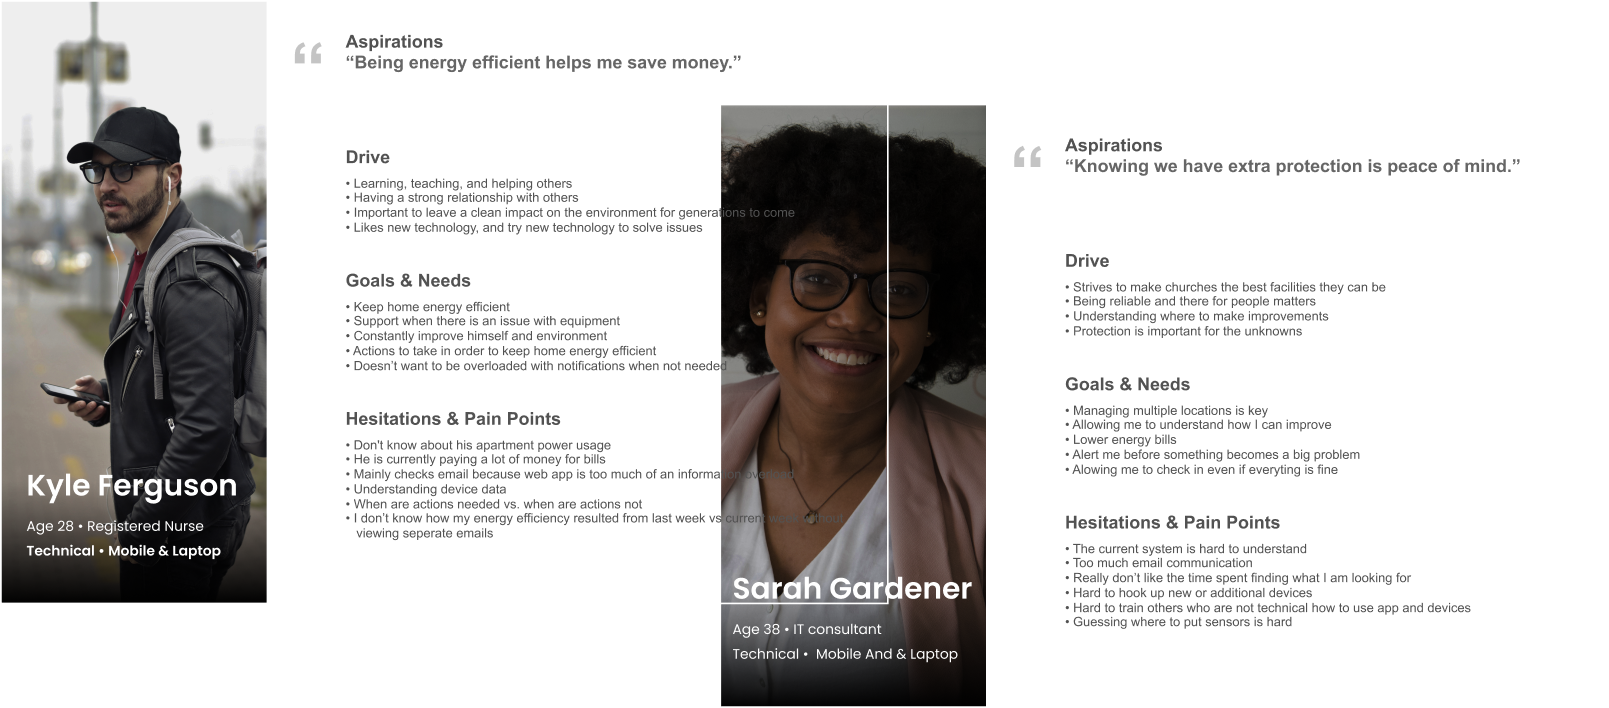 Kyle Ferguson
Age 28 • Registered Nurse
Technical • Mobile & Laptop
“
Aspirations
“Being energy efficient helps me save money.”
Drive
• Learning, teaching, and helping others
• Having a strong relationship with others
• Important to leave a clean impact on the environment for generations to come
• Likes new technology, and try new technology to solve issues
Goals & Needs
• Keep home energy efficient
• Support when there is an issue with equipment
• Constantly improve himself and environment
• Actions to take in order to keep home energy efficient
• Doesn’t want to be overloaded with notifications when not needed
Hesitations & Pain Points
• Don't know about his apartment power usage
• He is currently paying a lot of money for bills
• Mainly checks email because web app is too much of an information overload
• Understanding device data
• When are actions needed vs. when are actions not
• I don’t know how my energy efficiency resulted from last week vs current week without
viewing seperate emails
Sarah Gardener
Age 38 • IT consultant
Technical • Mobile And & Laptop
“
Aspirations
“Knowing we have extra protection is peace of mind.”
Drive
• Strives to make churches the best facilities they can be
• Being reliable and there for people matters
• Understanding where to make improvements
• Protection is important for the unknowns
Goals & Needs
• Managing multiple locations is key
• Allowing me to understand how I can improve
• Lower energy bills
• Alert me before something becomes a big problem
• Alowing me to check in even if everyting is fine
Hesitations & Pain Points
• The current system is hard to understand
• Too much email communication
• Really don’t like the time spent finding what I am looking for
• Hard to hook up new or additional devices
• Hard to train others who are not technical how to use app and devices
• Guessing where to put sensors is hard